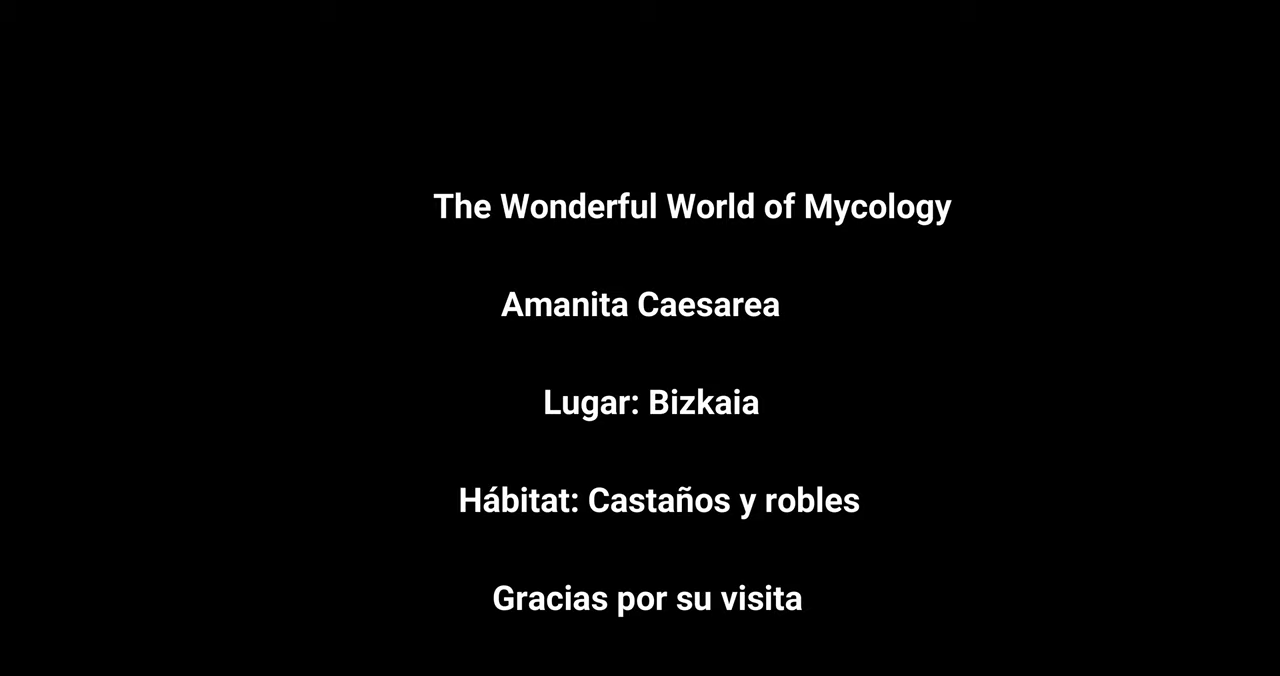 The Wonderful World of Mycology
Amanita Caesarea
Lugar: Bizkaia
Hábitat: Castaños y robles
Gracias por su visita